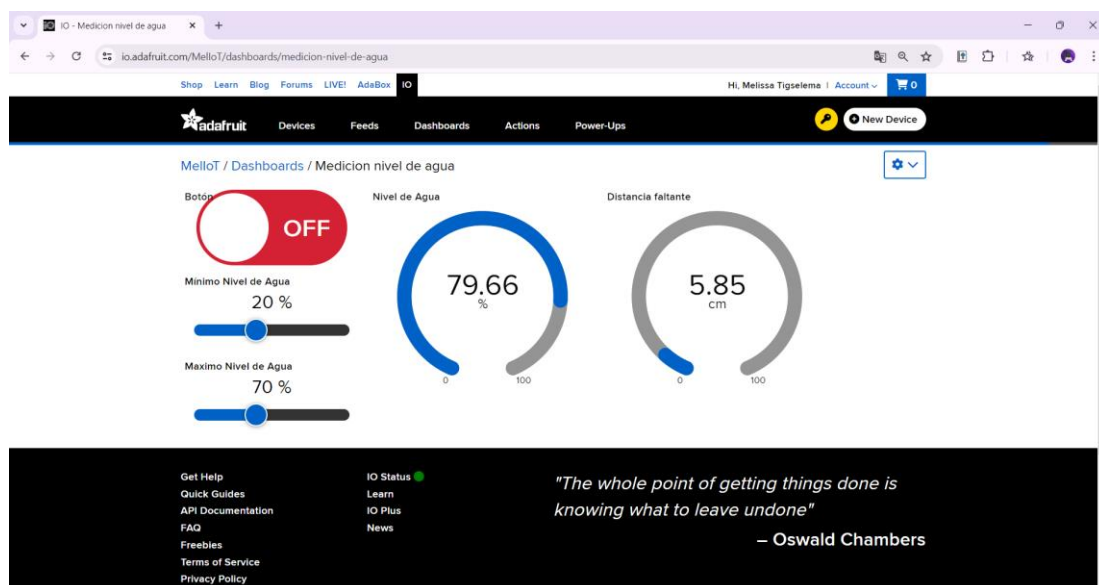 IO - Medicion nivel de agua
io.adafruit.com/MelloT/dashboards/medicion-nivel-de-agua
Shop Learn Blog Forums LIVE! AdaBox IO
Hi, Melissa Tigselema | Account
0
adafruit Devices Feeds Dashboards Actions Power-Ups
New Device
MelloT / Dashboards / Medicion nivel de agua
Botón
OFF
Nivel de Agua
79.66
%
0 100
Distancia faltante
5.85
cm
0 100
Mínimo Nivel de Agua
20 %
Maximo Nivel de Agua
70 %
Get Help
Quick Guides
API Documentation
FAQ
Freebies
Terms of Service
Privacy Policy
IO Status
Learn
IO Plus
News
"The whole point of getting things done is
knowing what to leave undone"
– Oswald Chambers